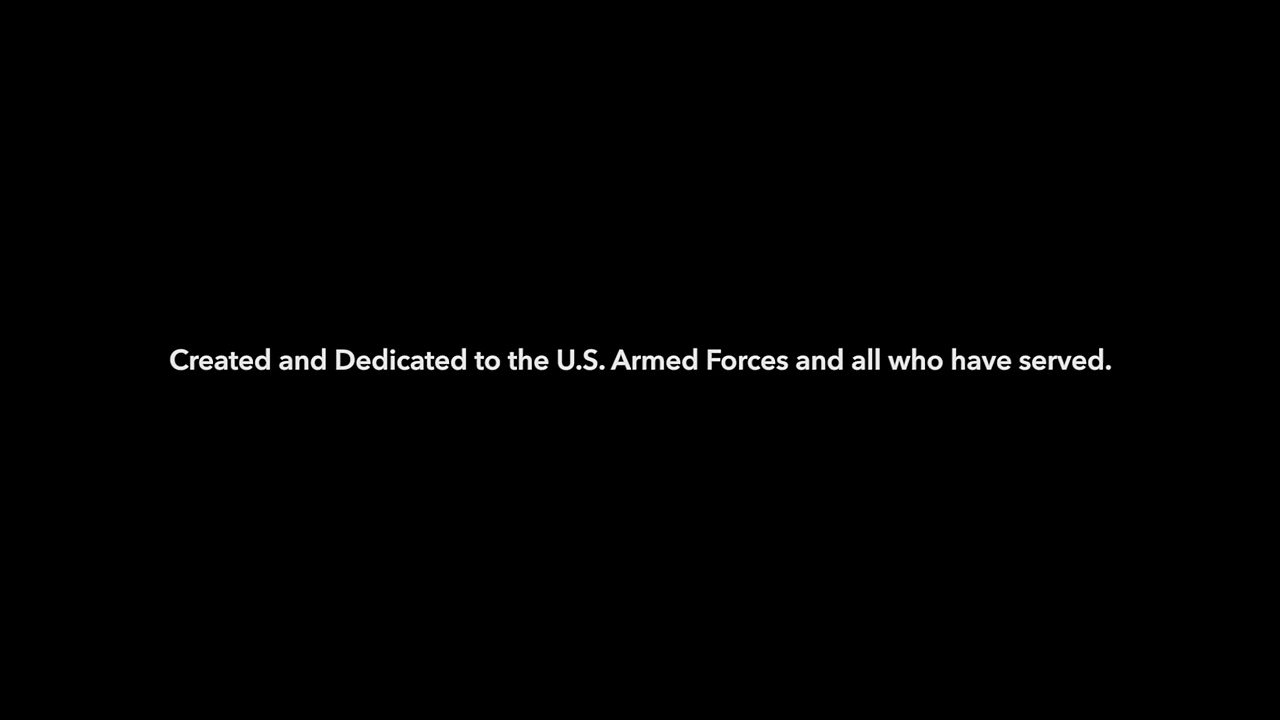 Created and Dedicated to the U.S. Armed Forces and all who have served.